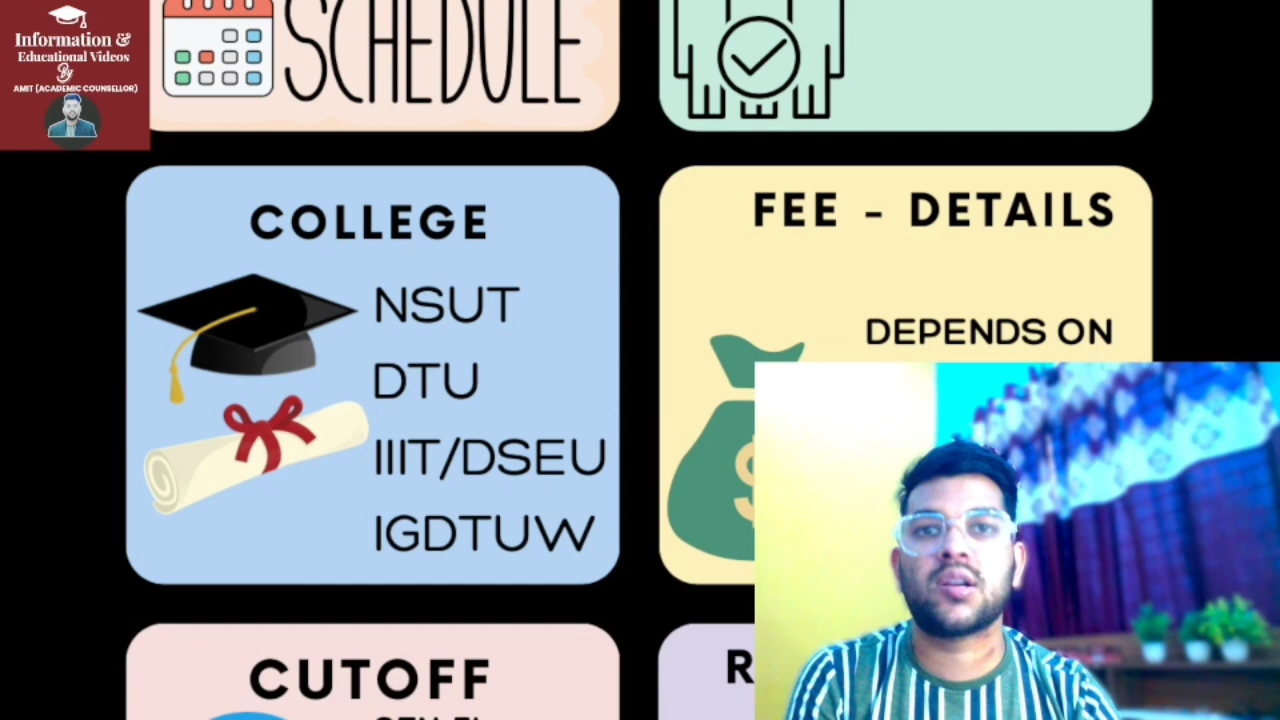 Information &
Educational Videos
By
AMIT (ACADEMIC COUNSELLOR)
SCHEDULE
COLLEGE
NSUT
DTU
IIIT/DSEU
IGDTUW
FEE - DETAILS
DEPENDS ON
$
CUTOFF
R